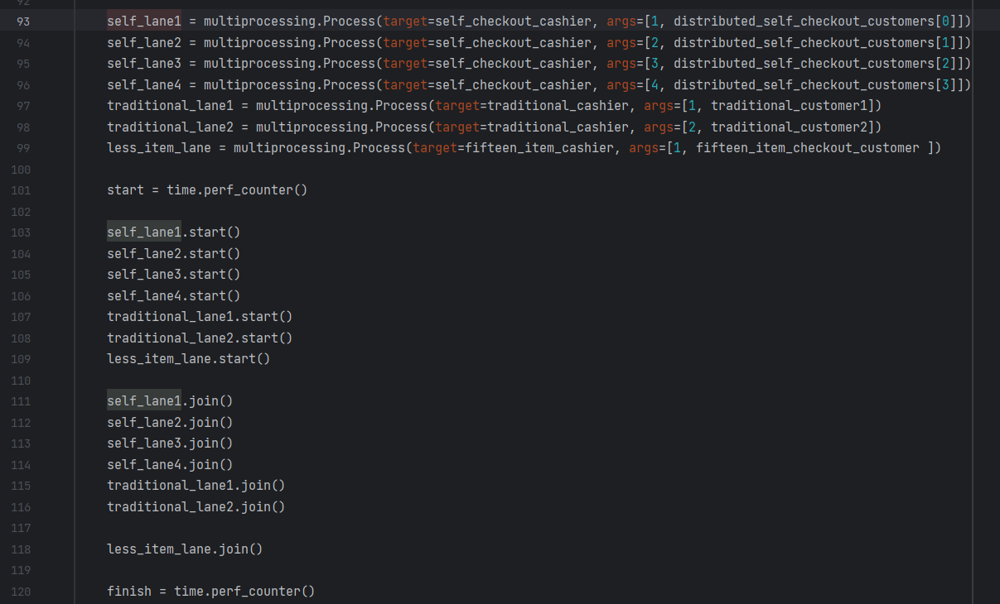 92
93 self_lane1 = multiprocessing.Process(target=self_checkout_cashier, args=[1, distributed_self_checkout_customers[0]])
94 self_lane2 = multiprocessing.Process(target=self_checkout_cashier, args=[2, distributed_self_checkout_customers[1]])
95 self_lane3 = multiprocessing.Process(target=self_checkout_cashier, args=[3, distributed_self_checkout_customers[2]])
96 self_lane4 = multiprocessing.Process(target=self_checkout_cashier, args=[4, distributed_self_checkout_customers[3]])
97 traditional_lane1 = multiprocessing.Process(target=traditional_cashier, args=[1, traditional_customer1])
98 traditional_lane2 = multiprocessing.Process(target=traditional_cashier, args=[2, traditional_customer2])
99 less_item_lane = multiprocessing.Process(target=fifteen_item_cashier, args=[1, fifteen_item_checkout_customer ])
100
101 start = time.perf_counter()
102
103 self_lane1.start()
104 self_lane2.start()
105 self_lane3.start()
106 self_lane4.start()
107 traditional_lane1.start()
108 traditional_lane2.start()
109 less_item_lane.start()
110
111 self_lane1.join()
112 self_lane2.join()
113 self_lane3.join()
114 self_lane4.join()
115 traditional_lane1.join()
116 traditional_lane2.join()
117
118 less_item_lane.join()
119
120 finish = time.perf_counter()